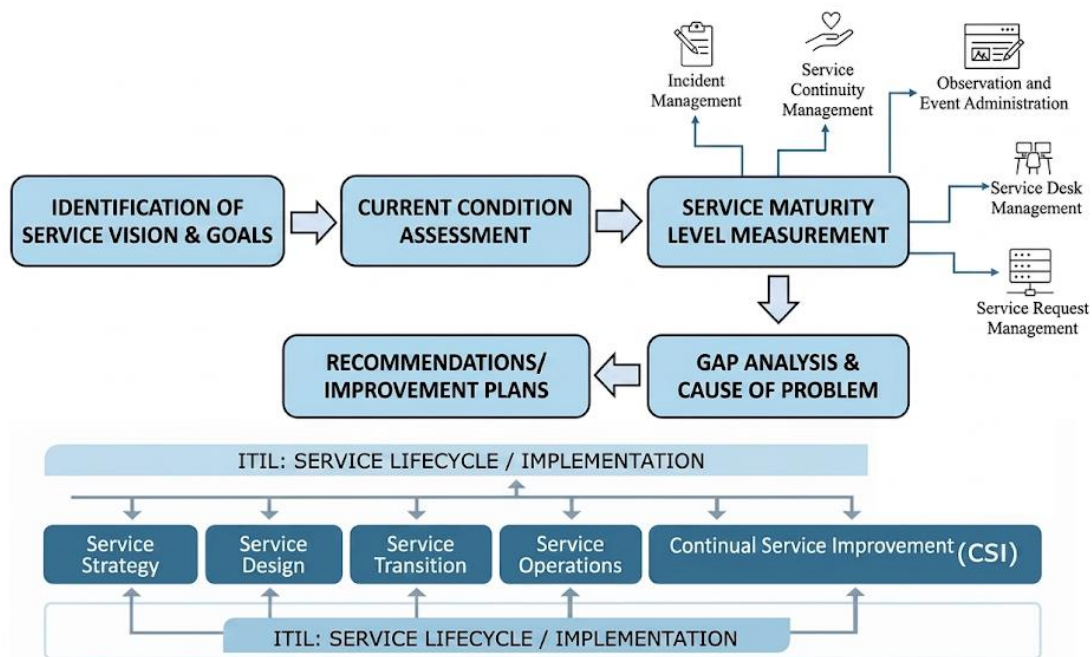 Incident
Management
Service
Continuity
Management
Observation and
Event Administration
IDENTIFICATION OF
SERVICE VISION & GOALS
CURRENT CONDITION
ASSESSMENT
SERVICE MATURITY
LEVEL MEASUREMENT
Service Desk
Management
Service Request
Management
RECOMMENDATIONS/
IMPROVEMENT PLANS
GAP ANALYSIS &
CAUSE OF PROBLEM
ITIL: SERVICE LIFECYCLE / IMPLEMENTATION
Service
Strategy
Service
Design
Service
Transition
Service
Operations
Continual Service Improvement (CSI)
ITIL: SERVICE LIFECYCLE / IMPLEMENTATION